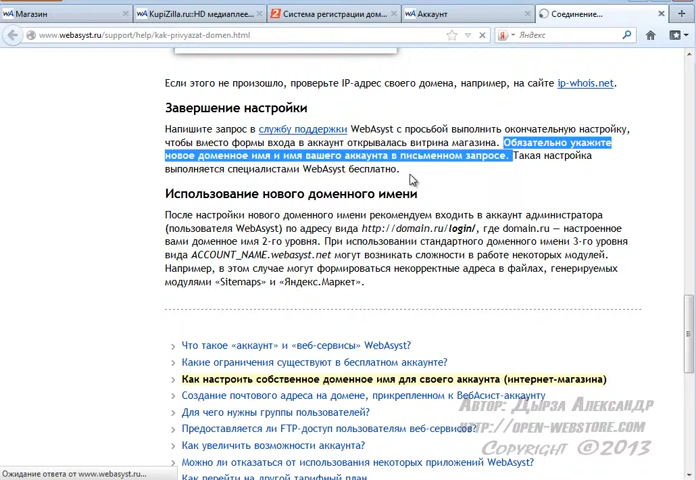 Магазин
KupiZilla.ru::HD медиаплее...
Система регистрации дом...
Аккаунт
Соединение...
www.webasyst.ru/support/help/kak-privyazat-domen.html
Яндекс
Если этого не произошло, проверьте IP-адрес своего домена, например, на сайте ip-whois.net.
Завершение настройки
Напишите запрос в службу поддержки WebAsyst с просьбой выполнить окончательную настройку,
чтобы вместо формы входа в аккаунт открывалась витрина магазина. Обязательно укажите
новое доменное имя и имя вашего аккаунта в письменном запросе. Такая настройка
выполняется специалистами WebAsyst бесплатно.
Использование нового доменного имени
После настройки нового доменного имени рекомендуем входить в аккаунт администратора
(пользователя WebAsyst) по адресу вида http://domain.ru/login/, где domain.ru — настроенное
вами доменное имя 2-го уровня. При использовании стандартного доменного имени 3-го уровня
вида ACCOUNT_NAME.webasyst.net могут возникать сложности в работе некоторых модулей.
Например, в этом случае могут формироваться некорректные адреса в файлах, генерируемых
модулями «Sitemaps» и «Яндекс.Маркет».
Что такое «аккаунт» и «веб-сервисы» WebAsyst?
Какие ограничения существуют в бесплатном аккаунте?
Как настроить собственное доменное имя для своего аккаунта (интернет-магазина)
Создание почтового адреса на домене, прикрепленном к ВебАсист-аккаунту
Для чего нужны группы пользователей?
Предоставляется ли FTP-доступ пользователям веб-сервисов?
Как увеличить возможности аккаунта?
Можно ли отказаться от использования некоторых приложений WebAsyst?
Как перейти на другой тарифный план
Автор: Дырза Александр
http://open-webstore.com
Copyright @2013
Ожидание ответа от www.webasyst.ru...